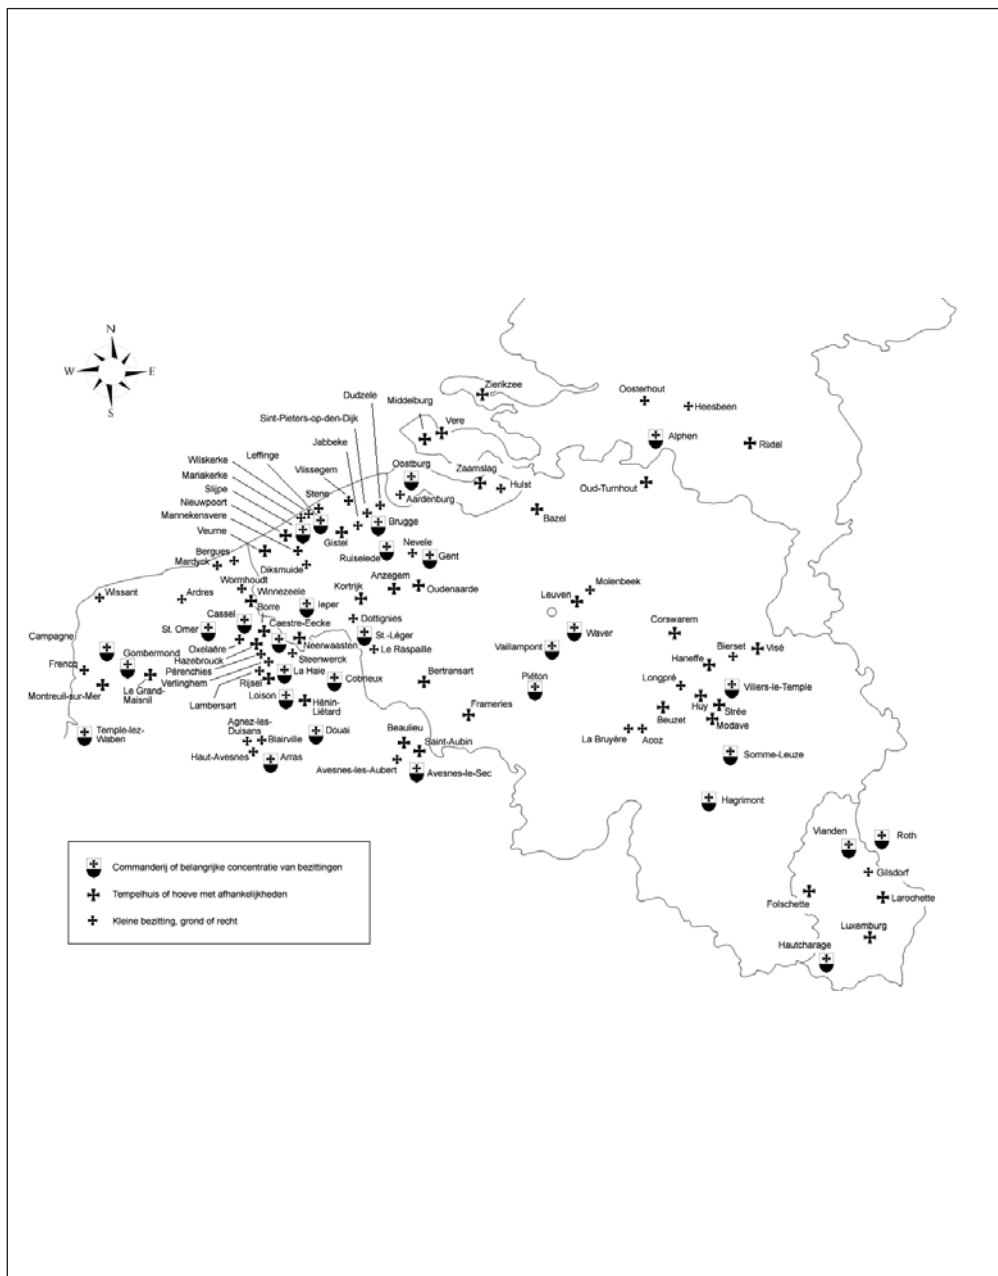 N
W
E
S
Zierikzee
Oosterhout
Heesbeen
Dudzele
Middelburg
Sint-Pieters-op-den-Dijk
Vere
Jabbeke
Alphen
Rixtel
Leffinge
Wilskerke
Vlissegem
Oostburg
Zaamslag
Mariakerke
Slijpe
Stene
Hulst
Oud-Turnhout
Nieuwpoort
Aardenburg
Mannekensvere
Bazel
Veurne
Gistel
Brugge
Bergues
Ruiselede
Nevele
Gent
Mardyck
Diksmuide
Wormhoudt
Kortrijk
Anzegem
Oudenaarde
Molenbeek
Leuven
Wissant
Ardres
Winnezeele
Borre
Ieper
Cassel
Caestre-Eecke
Dottignies
Corswarem
St. Omer
St.-Léger
Waver
Campagne
Oxelaëre
Neerwaasten
Le Raspaille
Vaillampont
Bierset
Visé
Gombermond
Hazebrouck
Steenwerck
Haneffe
Frencq
Pérenchies
La Haie
Bertransart
Piéton
Longpré
Villers-le-Temple
Verlinghem
Cobrieux
Montreuil-sur-Mer
Le Grand-
Maisnil
Rijsel
Huy
Lambersart
Loison
Hénin-
Liétard
Frameries
Beuzet
Strée
Modave
Temple-lez-
Waben
Agnez-les-
Duisans
Blairville
Douai
Beaulieu
La Bruyère
Acoz
Haut-Avesnes
Arras
Saint-Aubin
Somme-Leuze
Avesnes-les-Aubert
Avesnes-le-Sec
Hagrimont
Vianden
Roth
Gilsdorf
Folschette
Larochette
Luxemburg
Hautcharage
Commanderij of belangrijke concentratie van bezittingen
Tempelhuis of hoeve met afhankelijkheden
Kleine bezitting, grond of recht